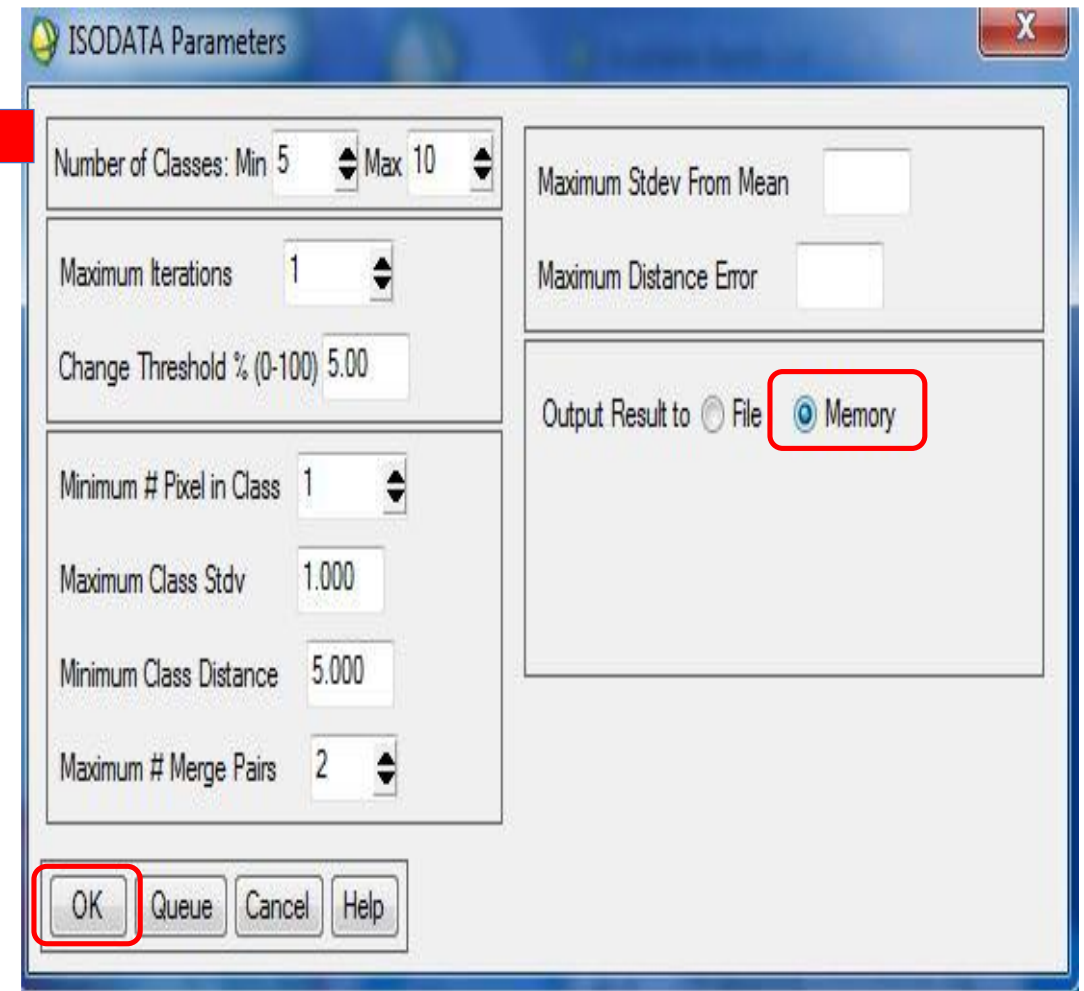 ISODATA Parameters
X
Number of Classes: Min 5 Max 10
Maximum Iterations 1
Change Threshold % (0-100) 5.00
Minimum # Pixel in Class 1
Maximum Class Stdv 1.000
Minimum Class Distance 5.000
Maximum # Merge Pairs 2
Maximum Stdev From Mean
Maximum Distance Error
Output Result to File Memory
OK Queue Cancel Help